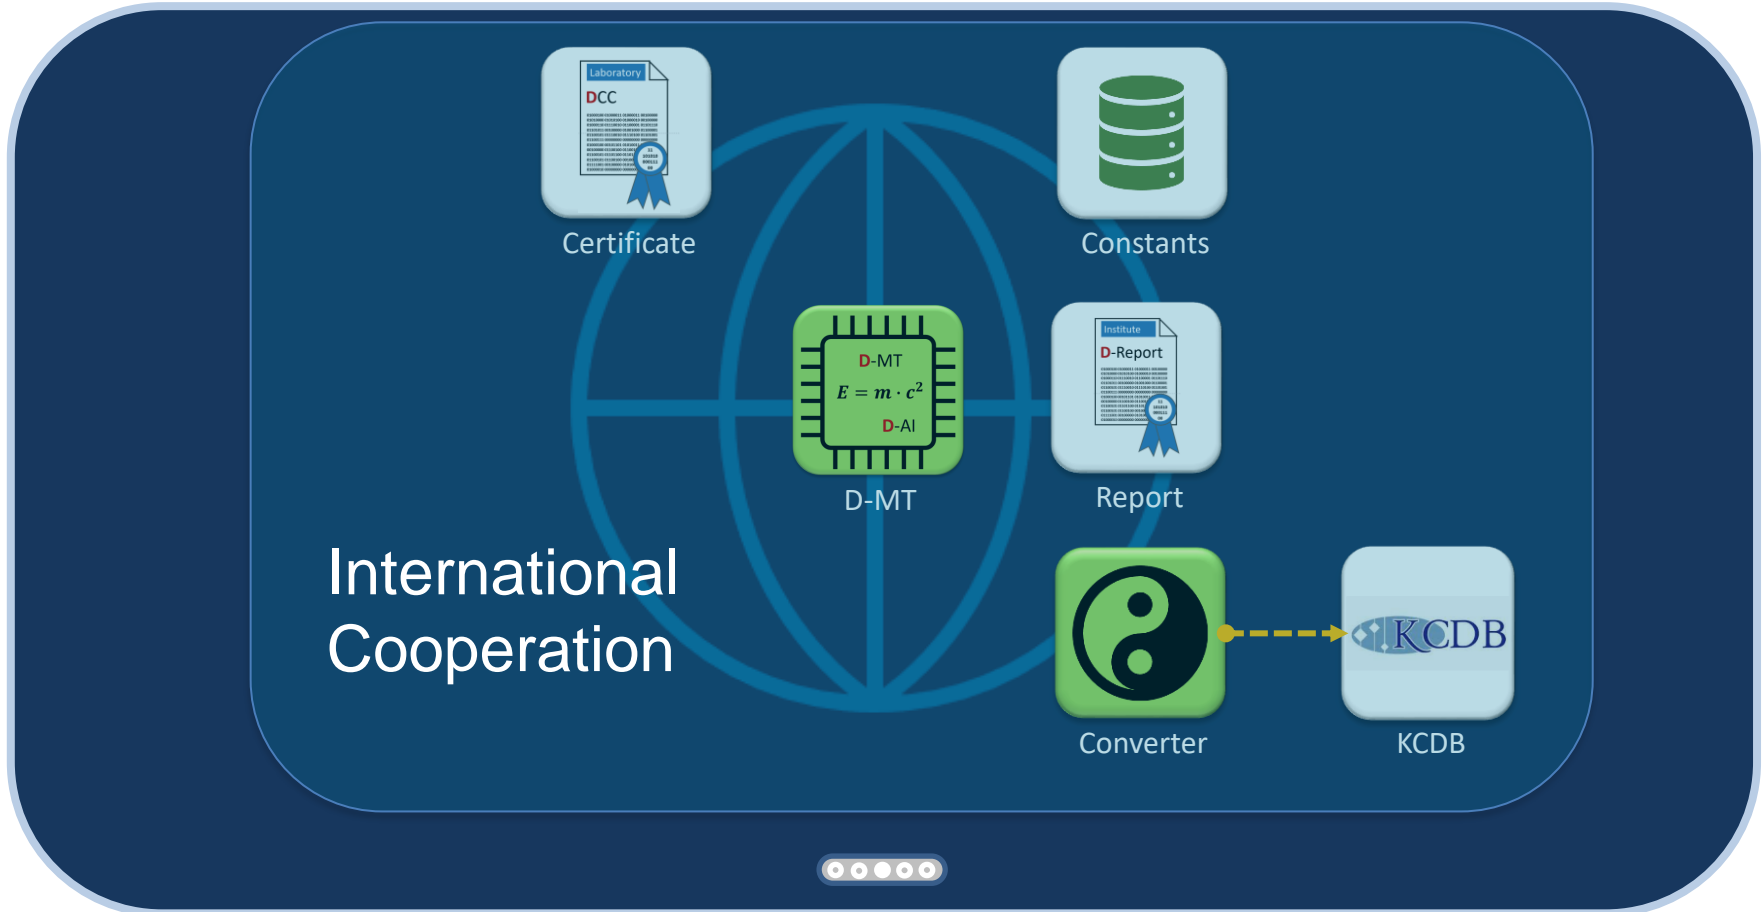 Laboratory
DCC
Certificate
Constants
D-MT
E = m · c²
D-AI
D-MT
Institute
D-Report
Report
International
Cooperation
Converter
KCDB
KCDB